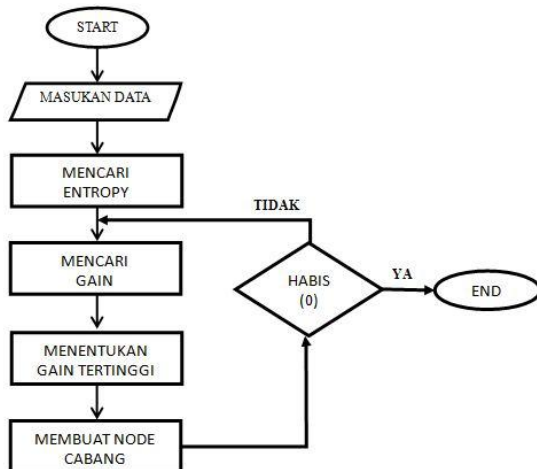 START
MASUKAN DATA
MENCARI
ENTROPY
TIDAK
MENCARI
GAIN
HABIS
(0)
YA
END
MENENTUKAN
GAIN TERTINGGI
MEMBUAT NODE
CABANG